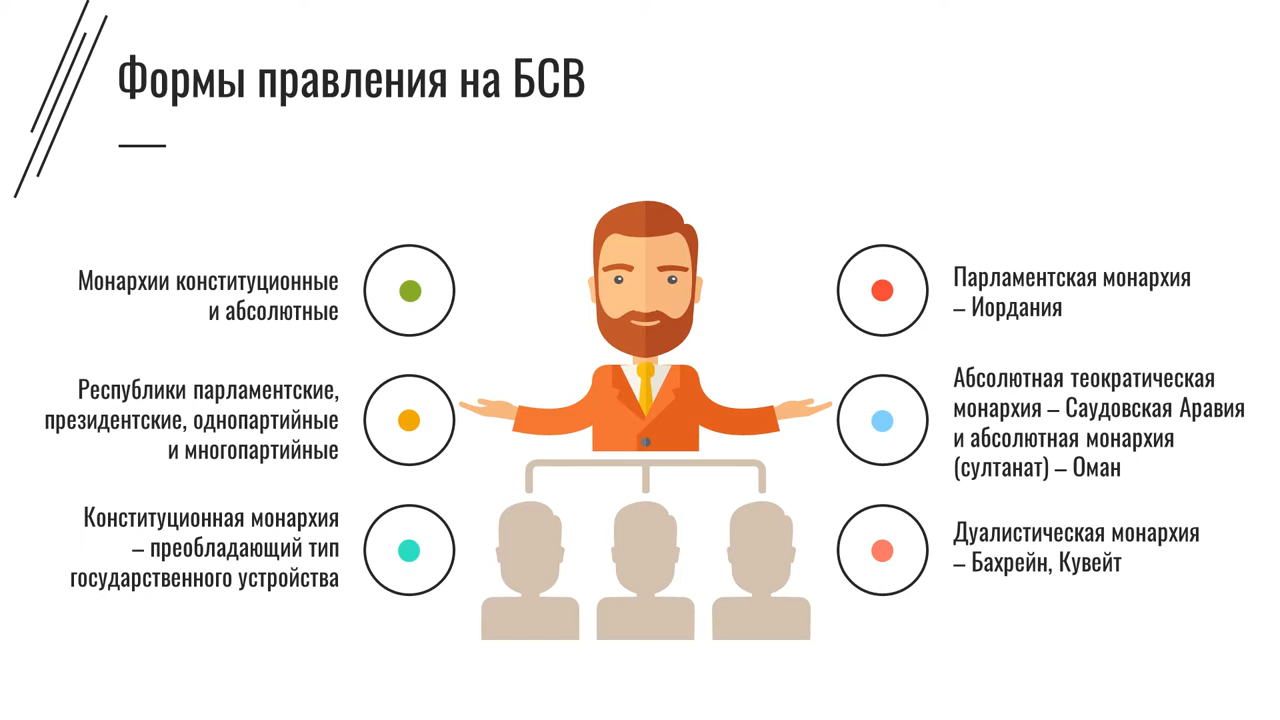 Формы правления на БСВ
Монархии конституционные
и абсолютные
Республики парламентские,
президентские, однопартийные
и многопартийные
Конституционная монархия
– преобладающий тип
государственного устройства
Парламентская монархия
– Иордания
Абсолютная теократическая
монархия – Саудовская Аравия
и абсолютная монархия
(султанат) – Оман
Дуалистическая монархия
– Бахрейн, Кувейт